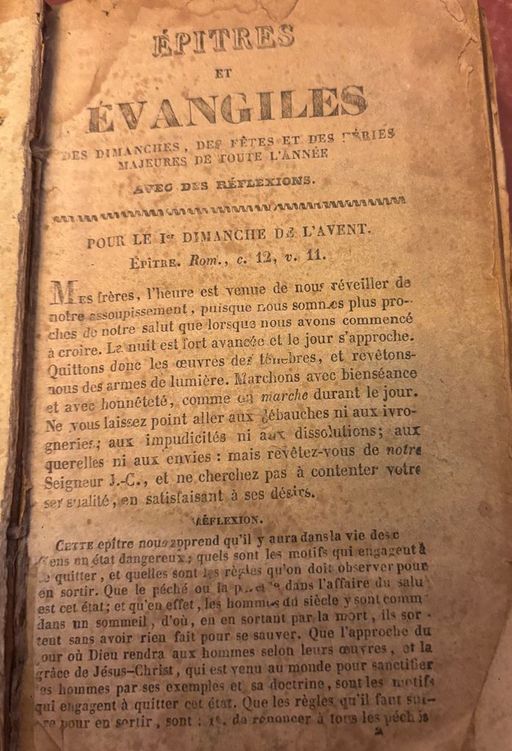 ÉPITRES
ET
ÉVANGILES
DES DIMANCHES, DES FÊTES ET DES FÉRIES
MAJEURES DE TOUTE L'ANNÉE
AVEC DES RÉFLEXIONS.
POUR LE Ier DIMANCHE DE L'AVENT.
ÉPÎTRE. Rom., c. 12, v. 11.
MES frères, l'heure est venue de nous réveiller de
notre assoupissement, puisque nous sommes plus pro-
ches de notre salut que lorsque nous avons commencé
à croire. La nuit est fort avancée et le jour s'approche.
Quittons donc les œuvres des ténèbres, et revêtons-
nous des armes de lumière. Marchons avec bienséance
et avec honnêteté, comme on marche durant le jour.
Ne vous laissez point aller aux débauches ni aux ivro-
gneries; aux impudicités ni aux dissolutions; aux
querelles ni aux envies : mais revêtez-vous de notre
Seigneur J.-C., et ne cherchez pas à contenter votre
sensualité, en satisfaisant à ses désirs.
RÉFLEXION.
CETTE epître nous apprend qu'il y aura dans la vie des
gens en état dangereux; quels sont les motifs qui engagent à
le quitter, et quelles sont les règles qu'on doit observer pour
en sortir. Que le péché ou la dans l'affaire du salu
est cet état; et qu'en effet, les hommes du siècle y sont comm
dans un sommeil, d'où, en en sortant par la mort, ils sor
tent sans avoir rien fait pour se sauver. Que l'approche du
jour où Dieu rendra aux hommes selon leurs œuvres, et la
grâce de Jésus-Christ, qui est venu au monde pour sanctifier
les hommes par ses exemples et sa doctrine, sont les motifs
qui engagent à quitter cet état. Que les règles qu'il faut sui-
re pour en sortir, sont : 1°. de renoncer à tous les péchés